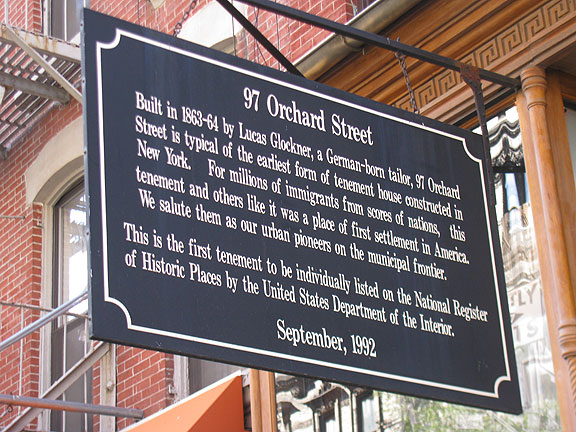 97 Orchard Street
Built in 1863-64 by Lucas Glockner, a German-born tailor, 97 Orchard
Street is typical of the earliest form of tenement house constructed in
New York. For millions of immigrants from scores of nations, this
tenement and others like it was a place of first settlement in America.
We salute them as our urban pioneers on the municipal frontier.
This is the first tenement to be individually listed on the National Register
of Historic Places by the United States Department of the Interior.
September, 1992